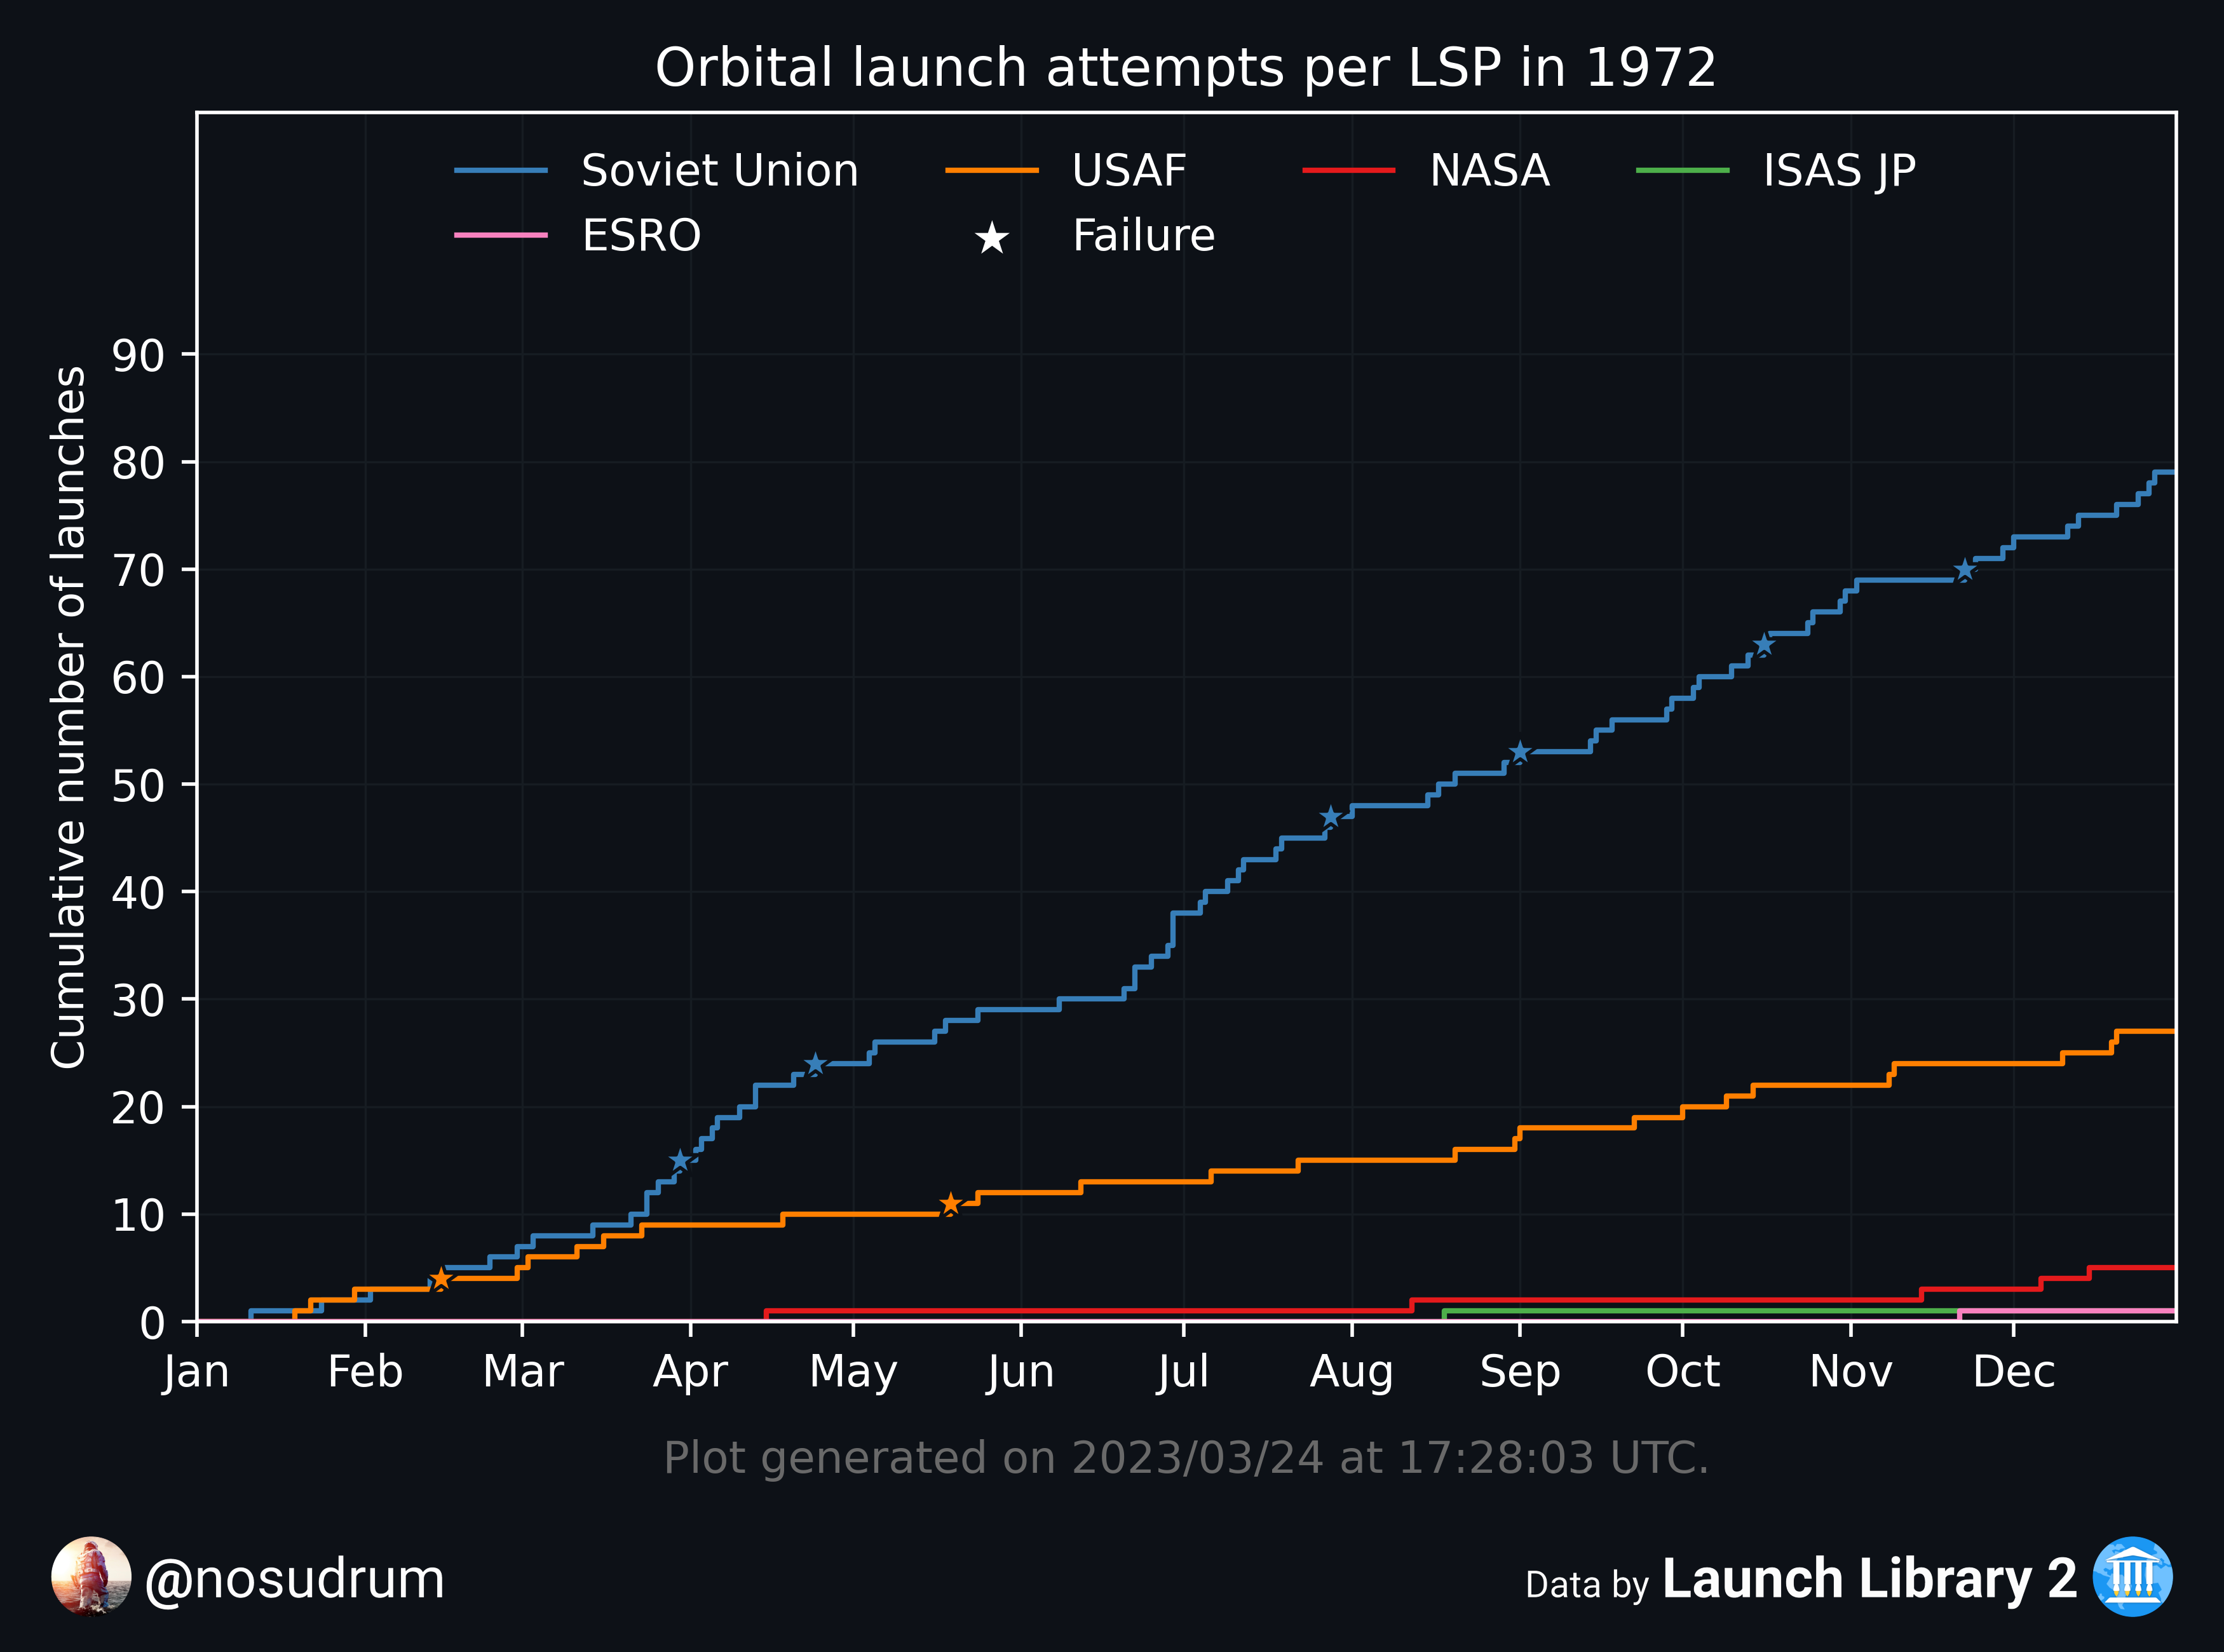 Orbital launch attempts per LSP in 1972
Soviet Union USAF NASA ISAS JP
ESRO Failure
Cumulative number of launches
90
80
70
60
50
40
30
20
10
0
Jan Feb Mar Apr May Jun Jul Aug Sep Oct Nov Dec
Plot generated on 2023/03/24 at 17:28:03 UTC.
@nosudrum
Data by Launch Library 2